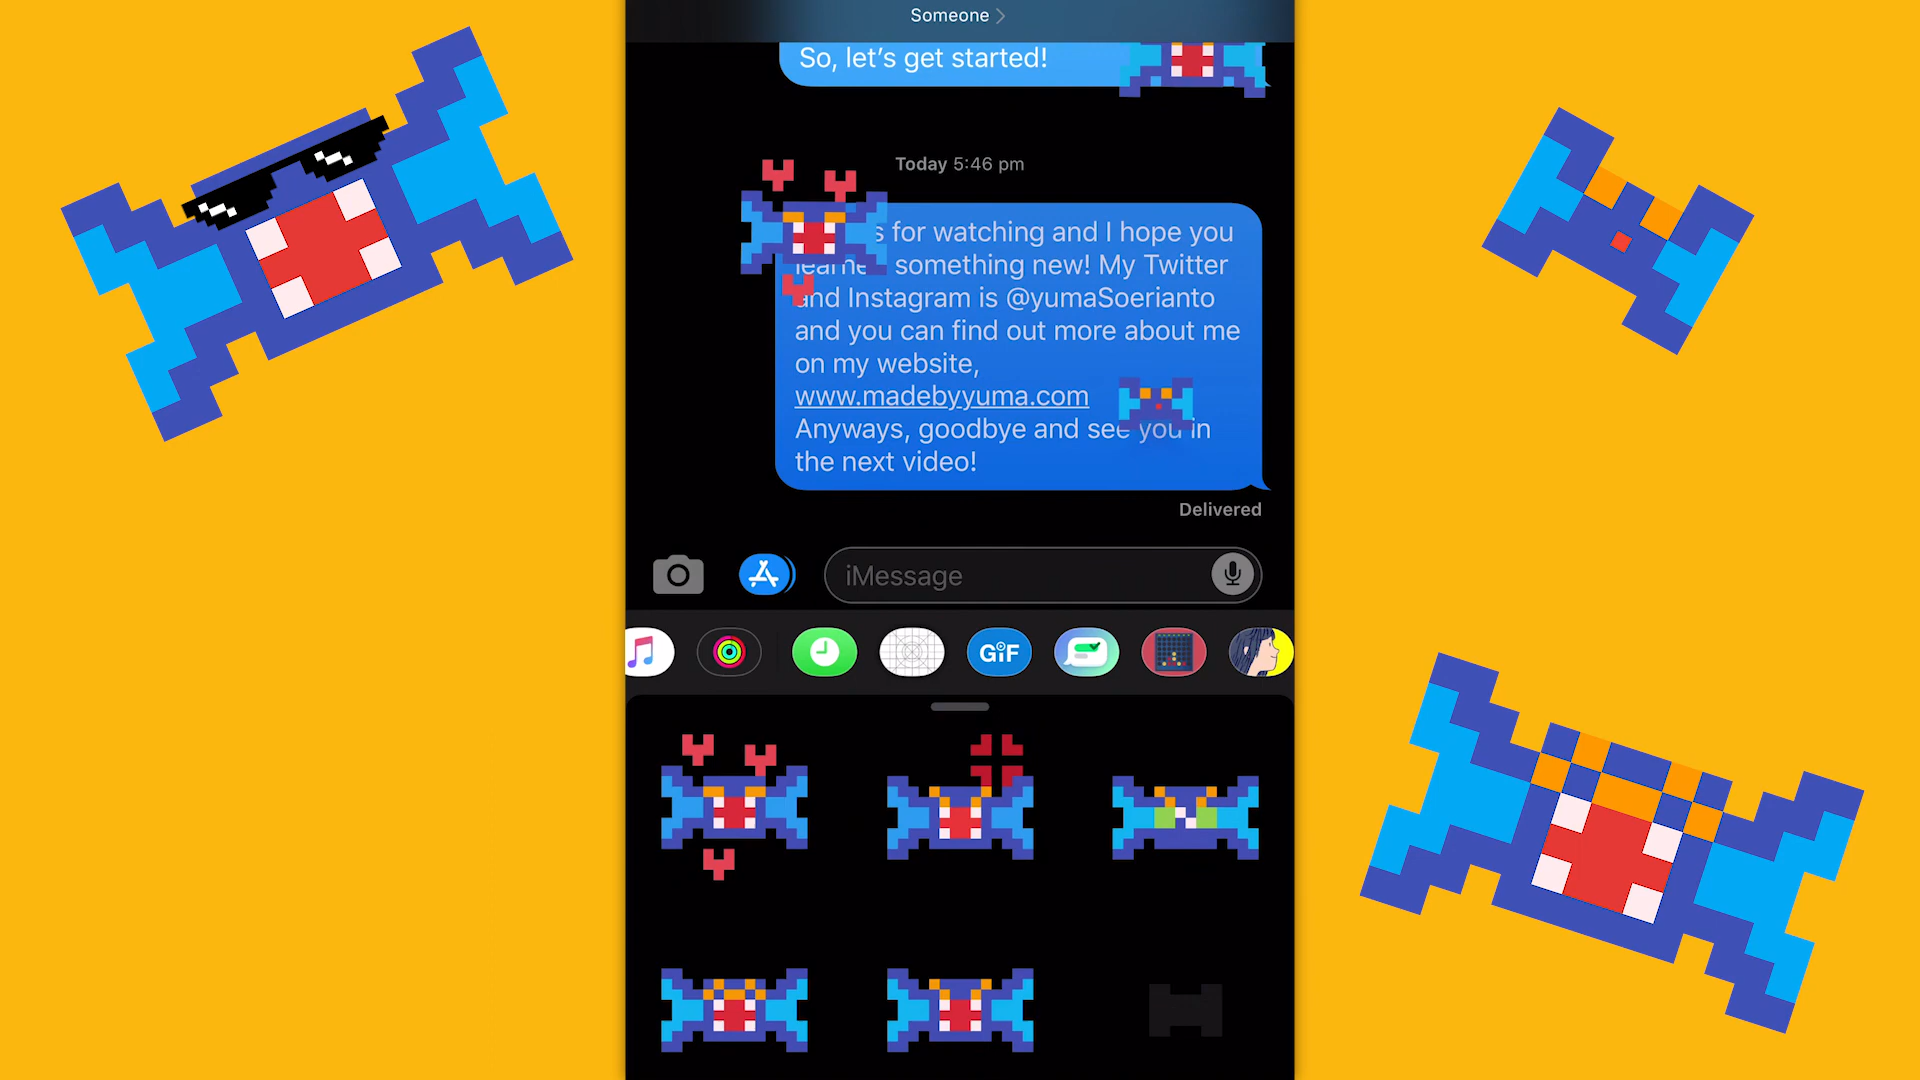 Someone
So, let's get started!
Today 5:46 pm
for watching and I hope you
something new! My Twitter
and Instagram is @yumaSoerianto
and you can find out more about me
on my website,
www.madebyyuma.com
Anyways, goodbye and see you in
the next video!
Delivered
iMessage
GIF